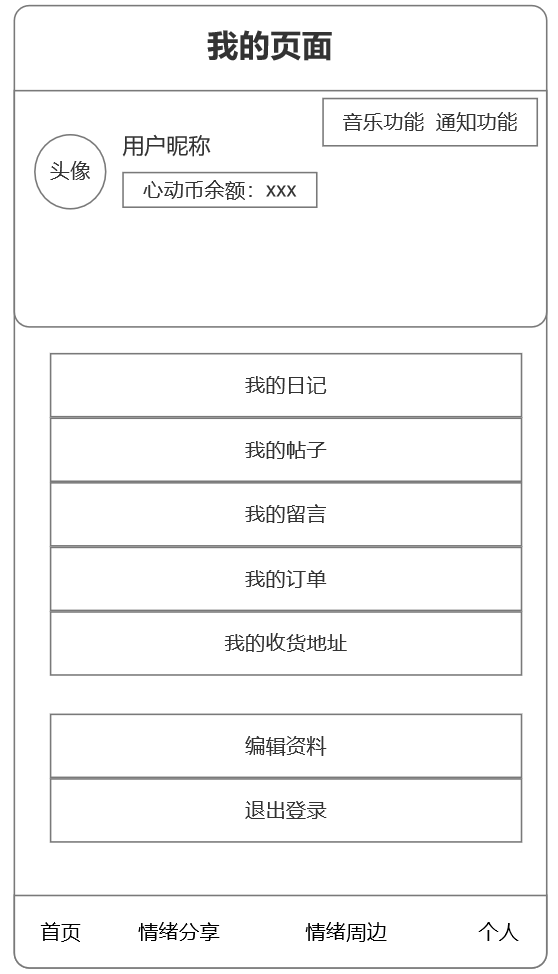 我的页面
音乐功能 通知功能
用户昵称
头像
心动币余额：xxx
我的日记
我的帖子
我的留言
我的订单
我的收货地址
编辑资料
退出登录
首页 情绪分享 情绪周边 个人